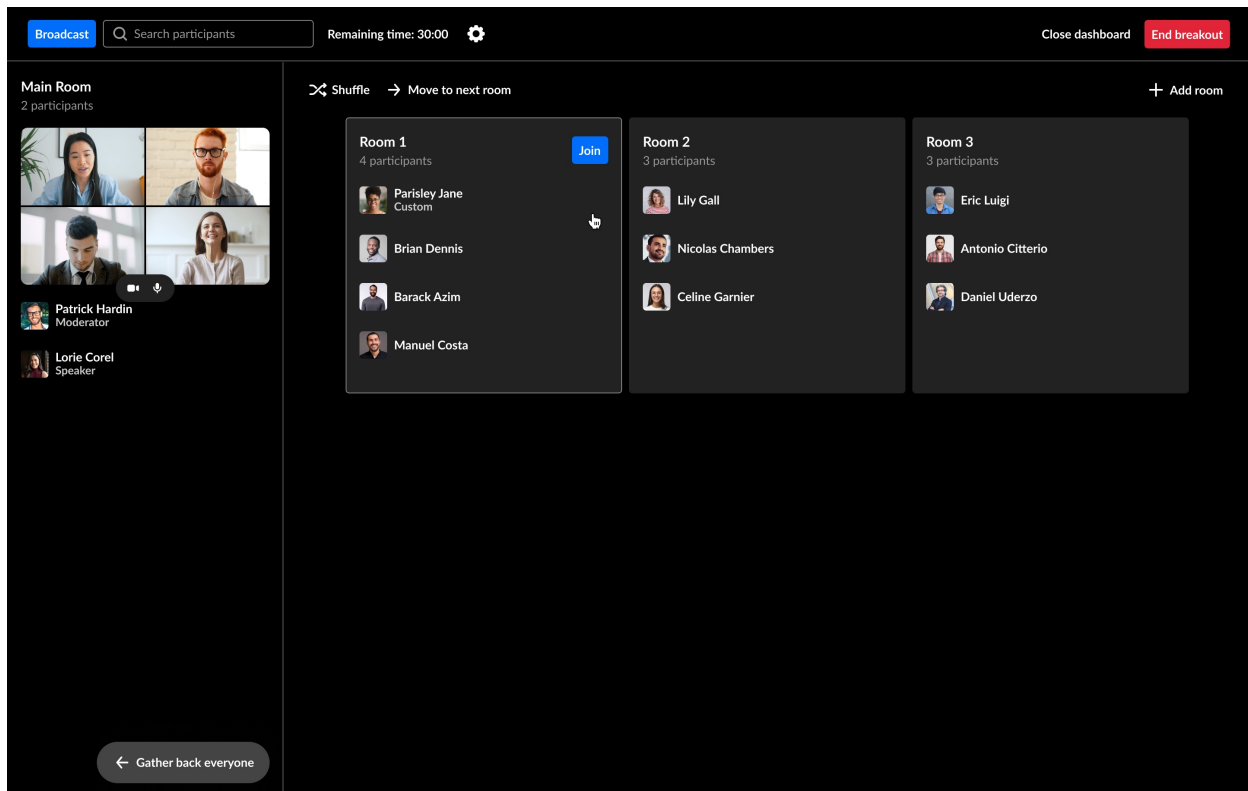 Broadcast
Search participants
Remaining time: 30:00
Close dashboard
End breakout
Main Room
2 participants
Patrick Hardin
Moderator
Lorie Corel
Speaker
Gather back everyone
Shuffle
Move to next room
Add room
Room 1
4 participants
Join
Parisley Jane
Custom
Brian Dennis
Barack Azim
Manuel Costa
Room 2
3 participants
Lily Gall
Nicolas Chambers
Celine Garnier
Room 3
3 participants
Eric Luigi
Antonio Citterio
Daniel Uderzo